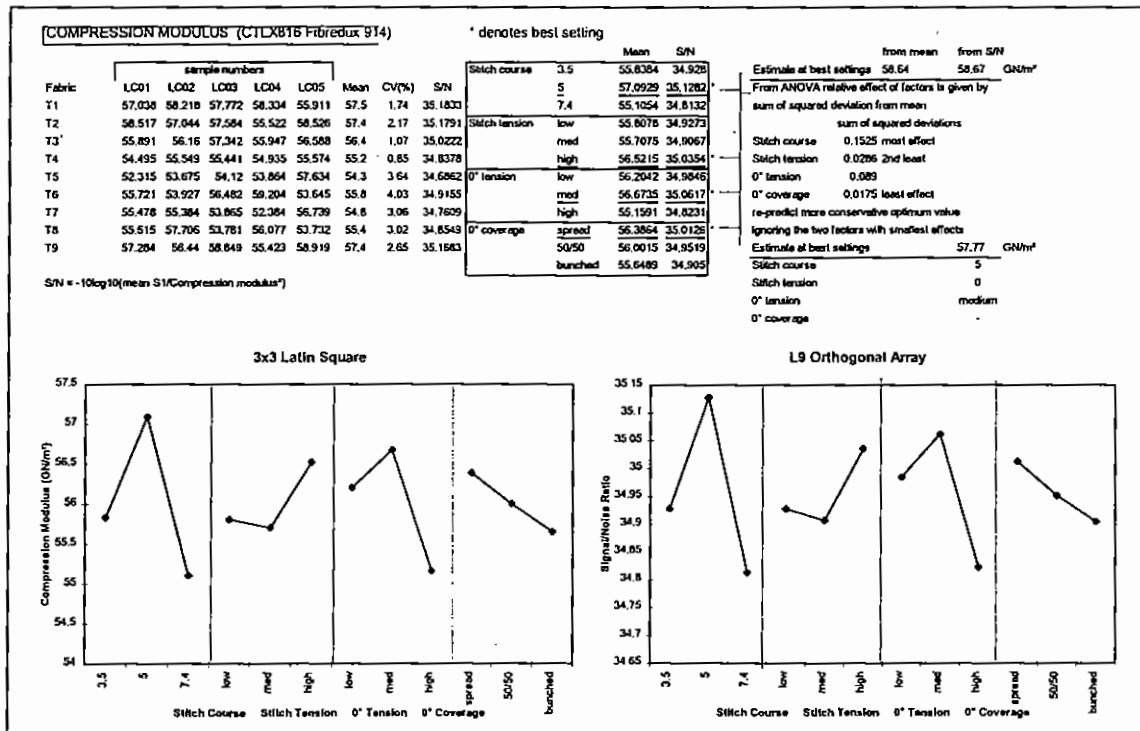 COMPRESSION MODULUS (CTLX816 Fibredux 914)
* denotes best setting
sample numbers
Fabric LC01 LC02 LC03 LC04 LC05 Mean CV(%) S/N
T1 57.038 58.218 57.772 58.334 55.911 57.5 1.74 35.1833
T2 58.517 57.044 57.584 55.522 58.526 57.4 2.17 35.1791
T3* 55.891 56.16 57.342 55.947 56.588 56.4 1.07 35.0222
T4 54.495 55.549 55.441 54.935 55.574 55.2 0.85 34.8378
T5 52.315 53.675 54.12 53.864 57.634 54.3 3.64 34.6862
T6 55.721 53.927 56.482 59.204 53.645 55.8 4.03 34.9155
T7 55.478 55.384 53.865 52.384 56.739 54.8 3.06 34.7609
T8 55.515 57.706 53.781 56.077 53.732 55.4 3.02 34.8549
T9 57.284 56.44 58.849 55.423 58.919 57.4 2.65 35.1683
S/N = -10log10(mean S1/Compression modulus²)
Mean S/N
Stitch course 3.5 55.8384 34.928
5 57.0929 35.1282 *
7.4 55.1054 34.8132
Stitch tension low 55.8078 34.9273
med 55.7075 34.9067
high 56.5215 35.0354 *
0° tension low 56.2042 34.9846
med 56.6735 35.0617 *
high 55.1591 34.8231
0° coverage spread 56.3864 35.0126 *
50/50 56.0015 34.9519
bunched 55.6489 34.905
from mean from S/N
Estimate at best settings 58.64 58.67 GN/m²
From ANOVA relative effect of factors is given by
sum of squared deviation from mean
sum of squared deviations
Stitch course 0.1525 most effect
Stitch tension 0.0286 2nd least
0° tension 0.089
0° coverage 0.0175 least effect
re-predict more conservative optimum value
ignoring the two factors with smallest effects
Estimate at best settings 57.77 GN/m²
Stitch course 5
Stitch tension 0
0° tension medium
0° coverage -
3x3 Latin Square
Compression Modulus (GN/m²)
57.5
57
56.5
56
55.5
55
54.5
54
3.5 5 7.4 low med high low med high spread 50/50 bunched
Stitch Course Stitch Tension 0° Tension 0° Coverage
L9 Orthogonal Array
Signal/Noise Ratio
35.15
35.1
35.05
35
34.95
34.9
34.85
34.8
34.75
34.7
34.65
3.5 5 7.4 low med high low med high spread 50/50 bunched
Stitch Course Stitch Tension 0° Tension 0° Coverage